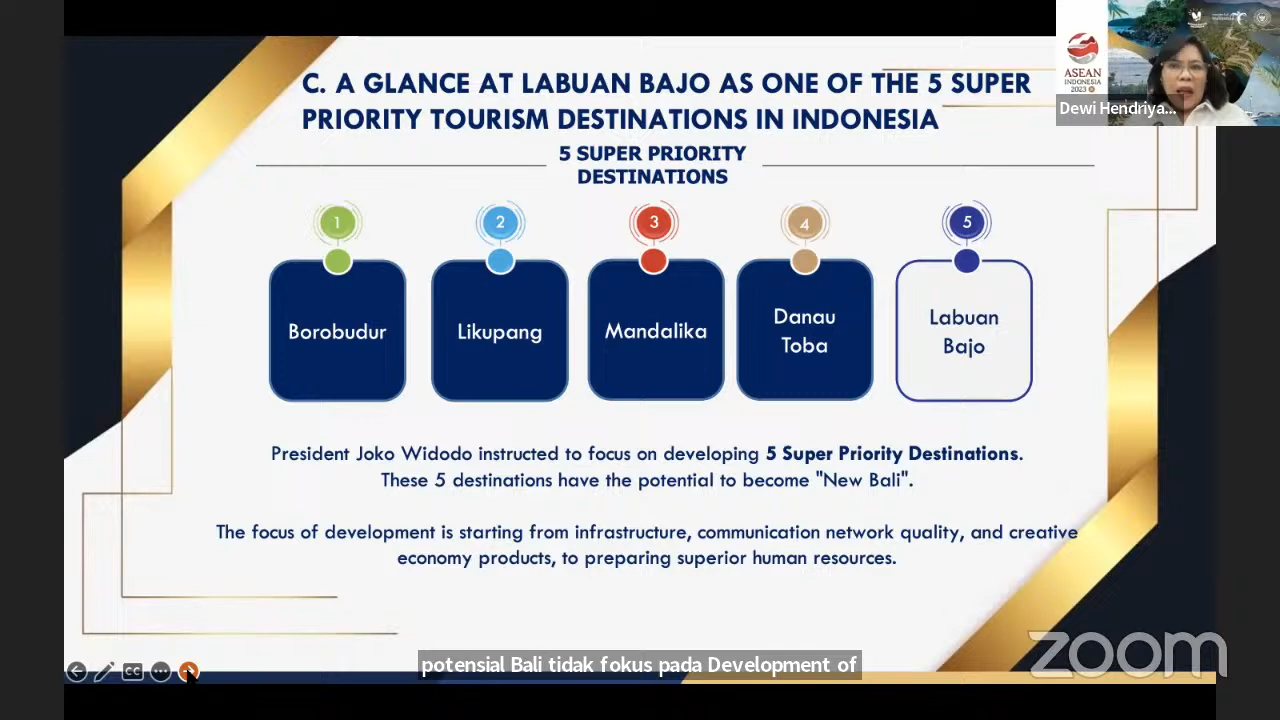 C. A GLANCE AT LABUAN BAJO AS ONE OF THE 5 SUPER
PRIORITY TOURISM DESTINATIONS IN INDONESIA
5 SUPER PRIORITY
DESTINATIONS
1
2
3
4
5
Borobudur
Likupang
Mandalika
Danau
Toba
Labuan
Bajo
President Joko Widodo instructed to focus on developing 5 Super Priority Destinations.
These 5 destinations have the potential to become "New Bali".
The focus of development is starting from infrastructure, communication network quality, and creative
economy products, to preparing superior human resources.
ASEAN
INDONESIA
2023
Dewi Hendriya...
CC
potensial Bali tidak fokus pada Development of
zoom